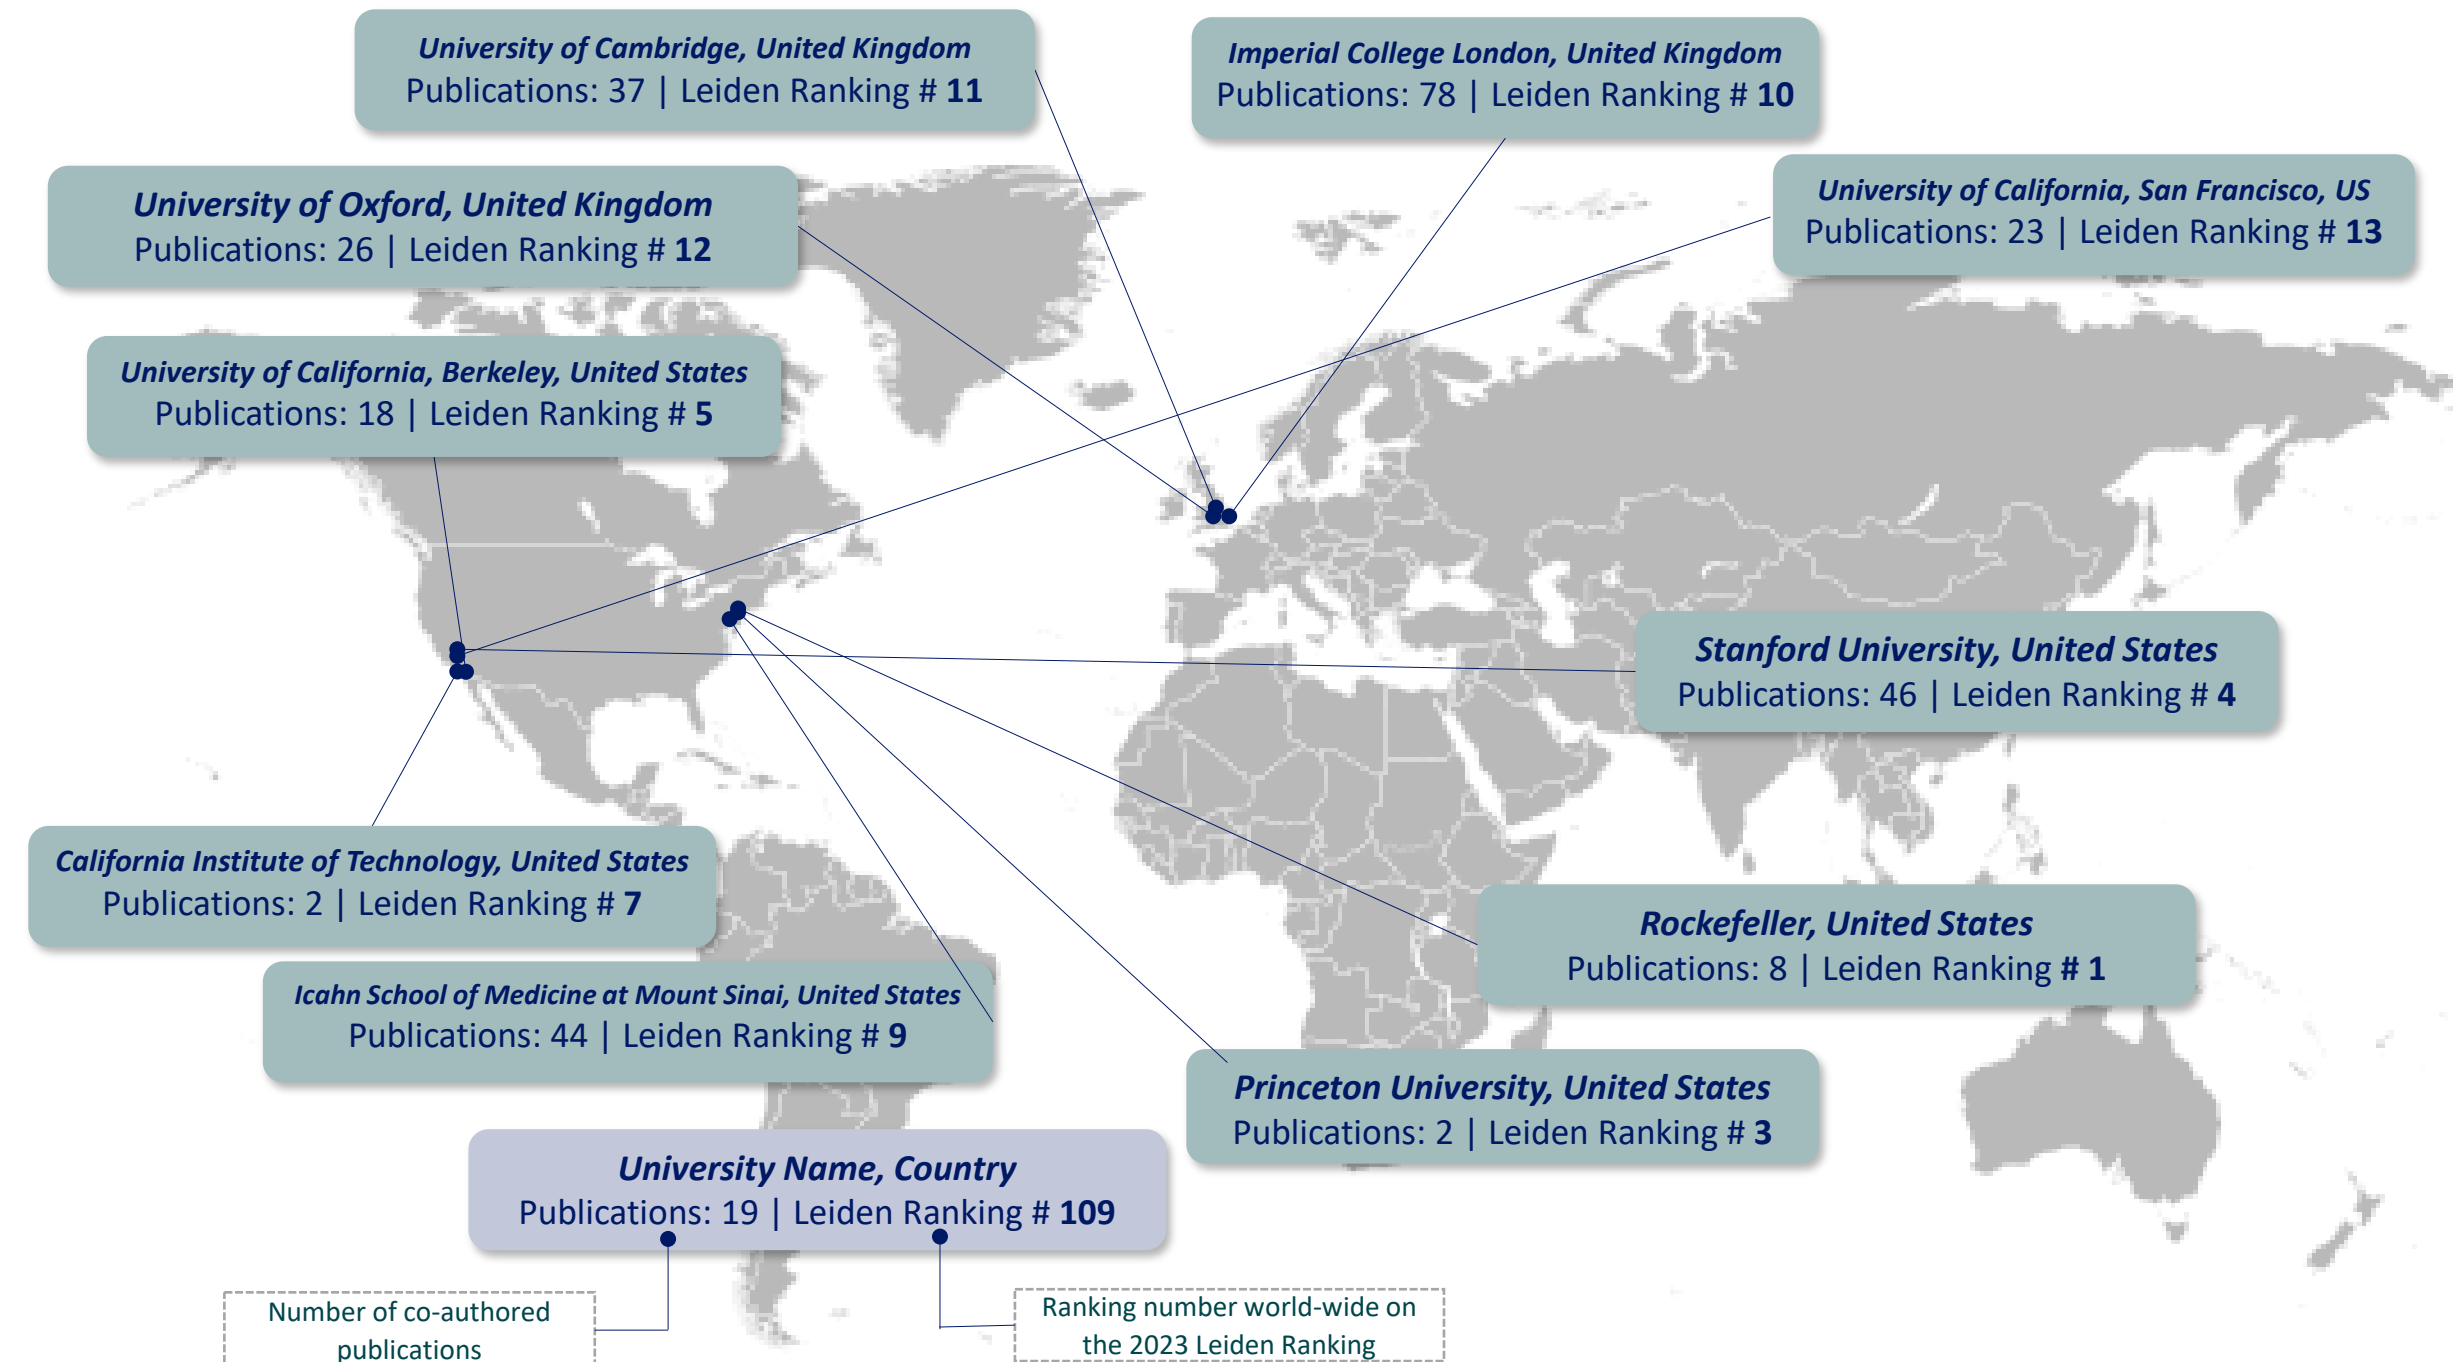 University of Cambridge, United Kingdom
Publications: 37 | Leiden Ranking # 11
Imperial College London, United Kingdom
Publications: 78 | Leiden Ranking # 10
University of Oxford, United Kingdom
Publications: 26 | Leiden Ranking # 12
University of California, San Francisco, US
Publications: 23 | Leiden Ranking # 13
University of California, Berkeley, United States
Publications: 18 | Leiden Ranking # 5
Stanford University, United States
Publications: 46 | Leiden Ranking # 4
California Institute of Technology, United States
Publications: 2 | Leiden Ranking # 7
Rockefeller, United States
Publications: 8 | Leiden Ranking # 1
Icahn School of Medicine at Mount Sinai, United States
Publications: 44 | Leiden Ranking # 9
Princeton University, United States
Publications: 2 | Leiden Ranking # 3
University Name, Country
Publications: 19 | Leiden Ranking # 109
Number of co-authored
publications
Ranking number world-wide on
the 2023 Leiden Ranking